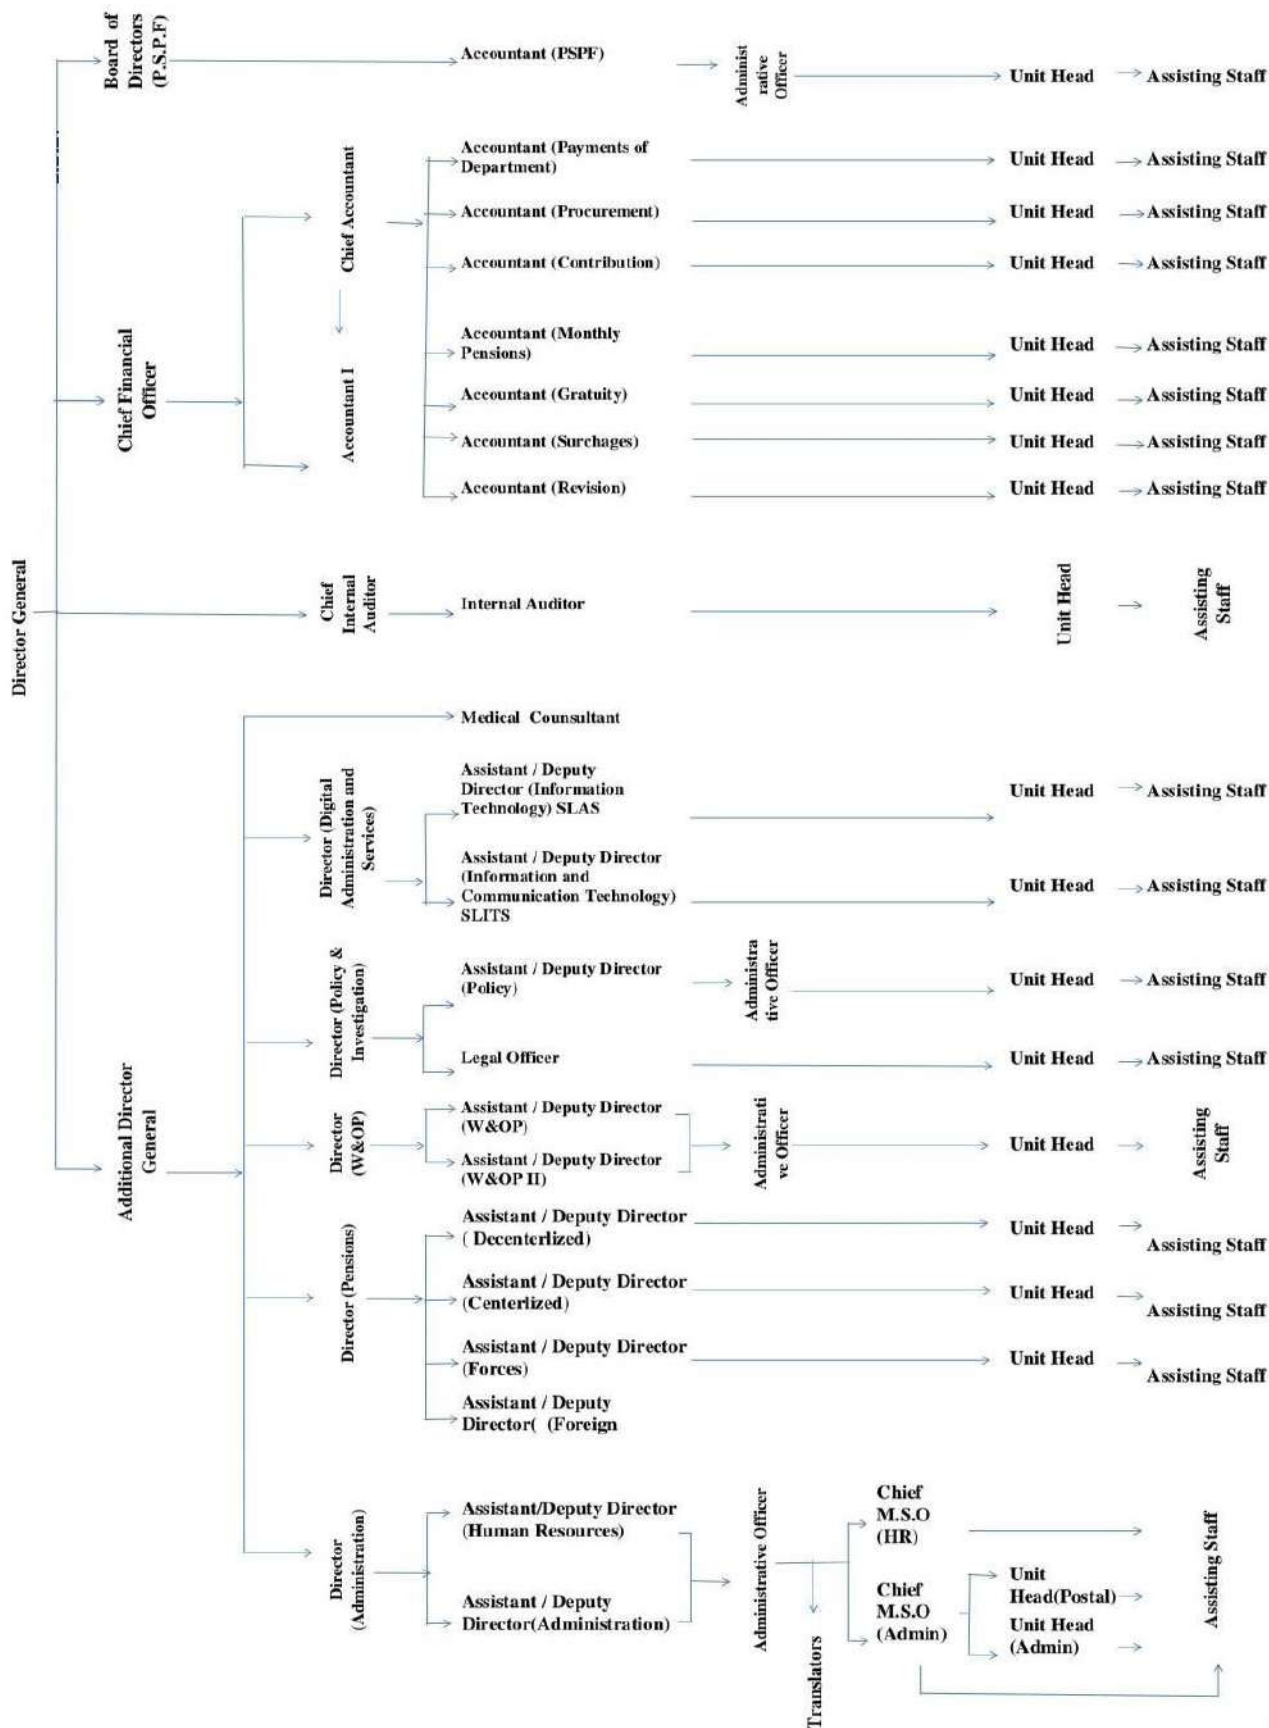 Director General
Board of
Directors
(P.S.P.F)
Accountant (PSPF)
Administ
rative
Officer
Unit Head
Assisting Staff
Chief Financial
Officer
Chief Accountant
Accountant I
Accountant (Payments of
Department)
Unit Head
Assisting Staff
Accountant (Procurement)
Unit Head
Assisting Staff
Accountant (Contribution)
Unit Head
Assisting Staff
Accountant (Monthly
Pensions)
Unit Head
Assisting Staff
Accountant (Gratuity)
Unit Head
Assisting Staff
Accountant (Surchages)
Unit Head
Assisting Staff
Accountant (Revision)
Unit Head
Assisting Staff
Chief
Internal
Auditor
Internal Auditor
Unit Head
Assisting
Staff
Additional Director
General
Medical Counsultant
Director (Digital
Administration and
Services)
Assistant / Deputy
Director (Information
Technology) SLAS
Unit Head
Assisting Staff
Assistant / Deputy Director
(Information and
Communication Technology)
SLITS
Unit Head
Assisting Staff
Director (Policy &
Investigation)
Assistant / Deputy Director
(Policy)
Administra
tive Officer
Unit Head
Assisting Staff
Legal Officer
Unit Head
Assisting Staff
Director
(W&OP)
Assistant / Deputy Director
(W&OP)
Assistant / Deputy Director
(W&OP II)
Administrati
ve Officer
Unit Head
Assisting
Staff
Director (Pensions)
Assistant / Deputy Director
( Decenterlized)
Unit Head
Assisting Staff
Assistant / Deputy Director
(Centerlized)
Unit Head
Assisting Staff
Assistant / Deputy Director
(Forces)
Unit Head
Assisting Staff
Assistant / Deputy
Director( (Foreign
Director
(Administration)
Assistant/Deputy Director
(Human Resources)
Assistant / Deputy
Director(Administration)
Administrative Officer
Translators
Chief
M.S.O
(HR)
Chief
M.S.O
(Admin)
Unit
Head(Postal)
Unit Head
(Admin)
Assisting Staff